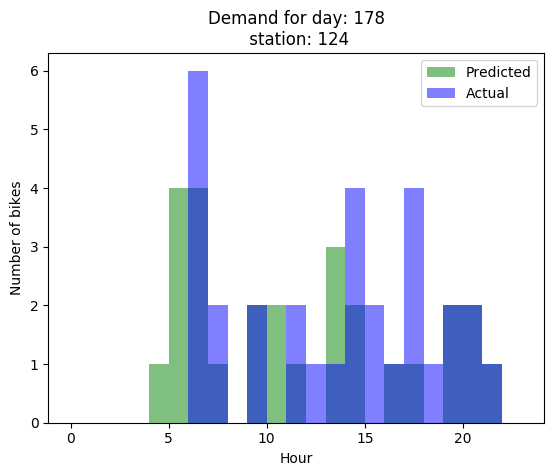 Demand for day: 178
station: 124
Predicted
Actual
Number of bikes
6
5
4
3
2
1
0
0 5 10 15 20
Hour